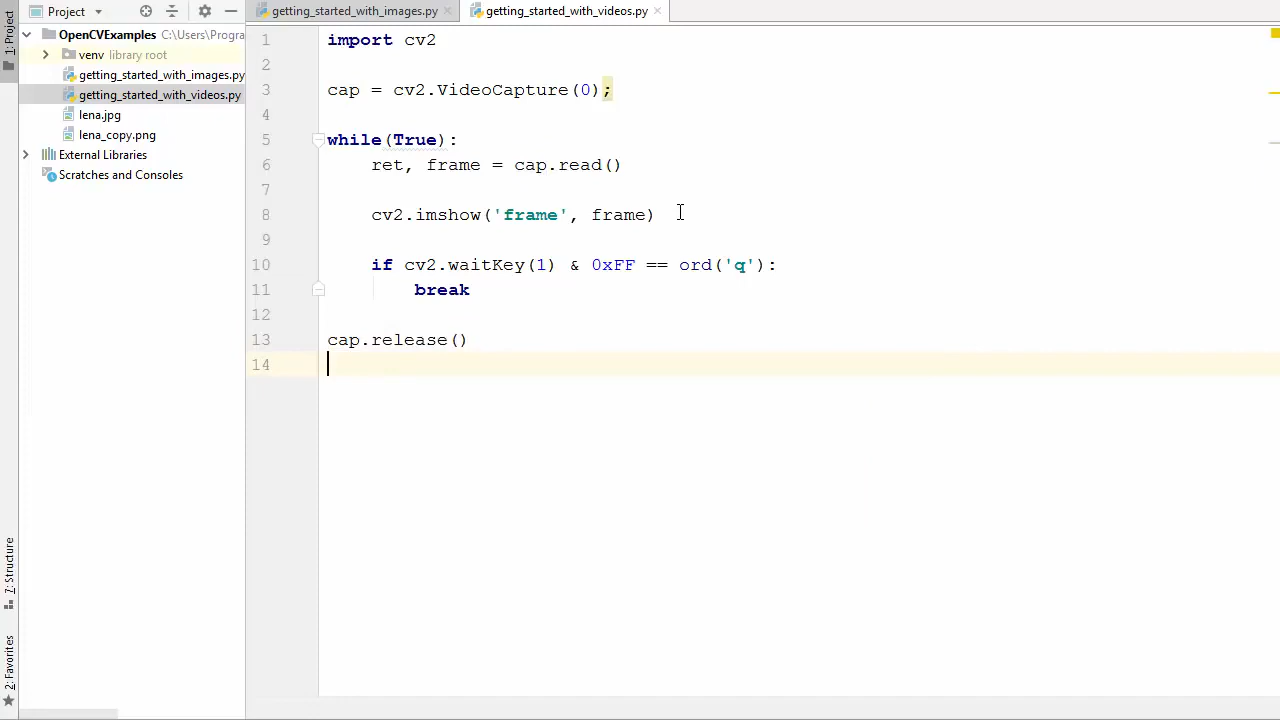 1: Project
Project
OpenCVExamples C:\Users\Progra
venv library root
getting_started_with_images.py
getting_started_with_videos.py
lena.jpg
lena_copy.png
External Libraries
Scratches and Consoles
7: Structure
2: Favorites
getting_started_with_images.py
getting_started_with_videos.py
1 import cv2
2
3 cap = cv2.VideoCapture(0);
4
5 while(True):
6     ret, frame = cap.read()
7
8     cv2.imshow('frame', frame)
9
10     if cv2.waitKey(1) & 0xFF == ord('q'):
11         break
12
13 cap.release()
14